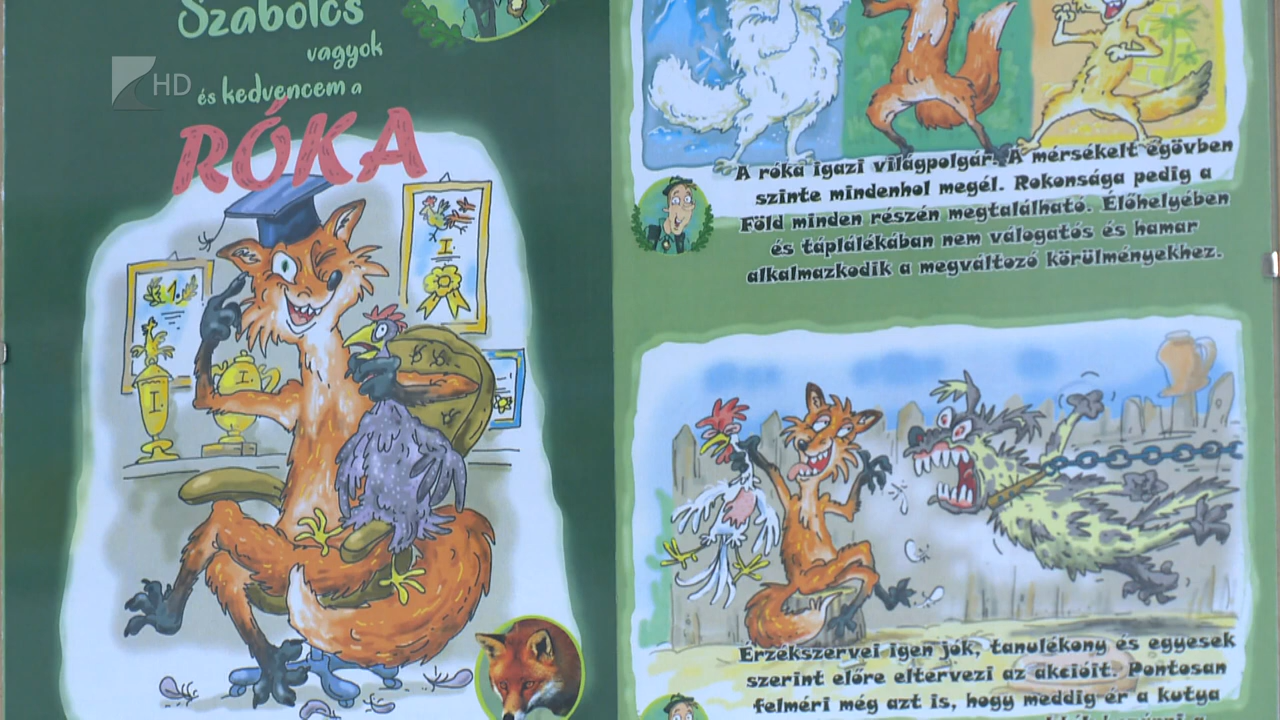 Szabolcs
vagyok
és kedvencem a
RÓKA
HD
1.
I.
I.
I.
A róka igazi világpolgár. A mérsékelt égövben
szinte mindenhol megél. Rokonsága pedig a
Föld minden részén megtalálható. Élőhelyében
és táplálékában nem válogatós és hamar
alkalmazkodik a megváltozó körülményekhez.
Érzékszervei igen jók, tanulékony és egyesek
szerint előre eltervezi az akcióit. Pontosan
felméri még azt is, hogy meddig ér a kutya